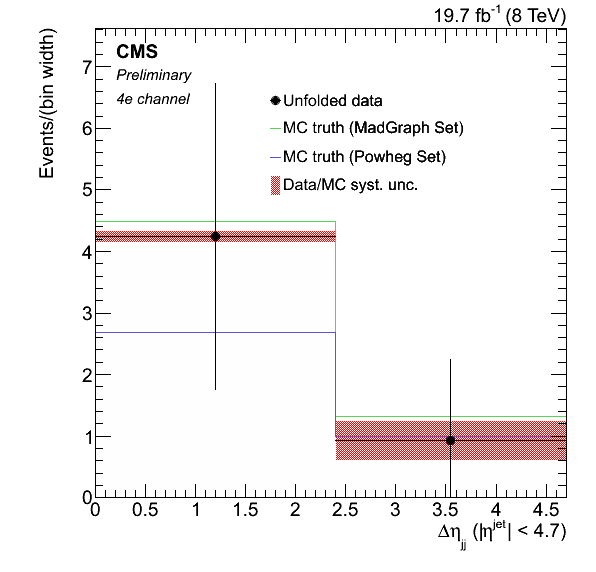 19.7 fb⁻¹ (8 TeV)
Events/(bin width)
CMS
Preliminary
4e channel
Unfolded data
MC truth (MadGraph Set)
MC truth (Powheg Set)
Data/MC syst. unc.
7
6
5
4
3
2
1
0
0 0.5 1 1.5 2 2.5 3 3.5 4 4.5
Δη_jj (|η^jet| < 4.7)